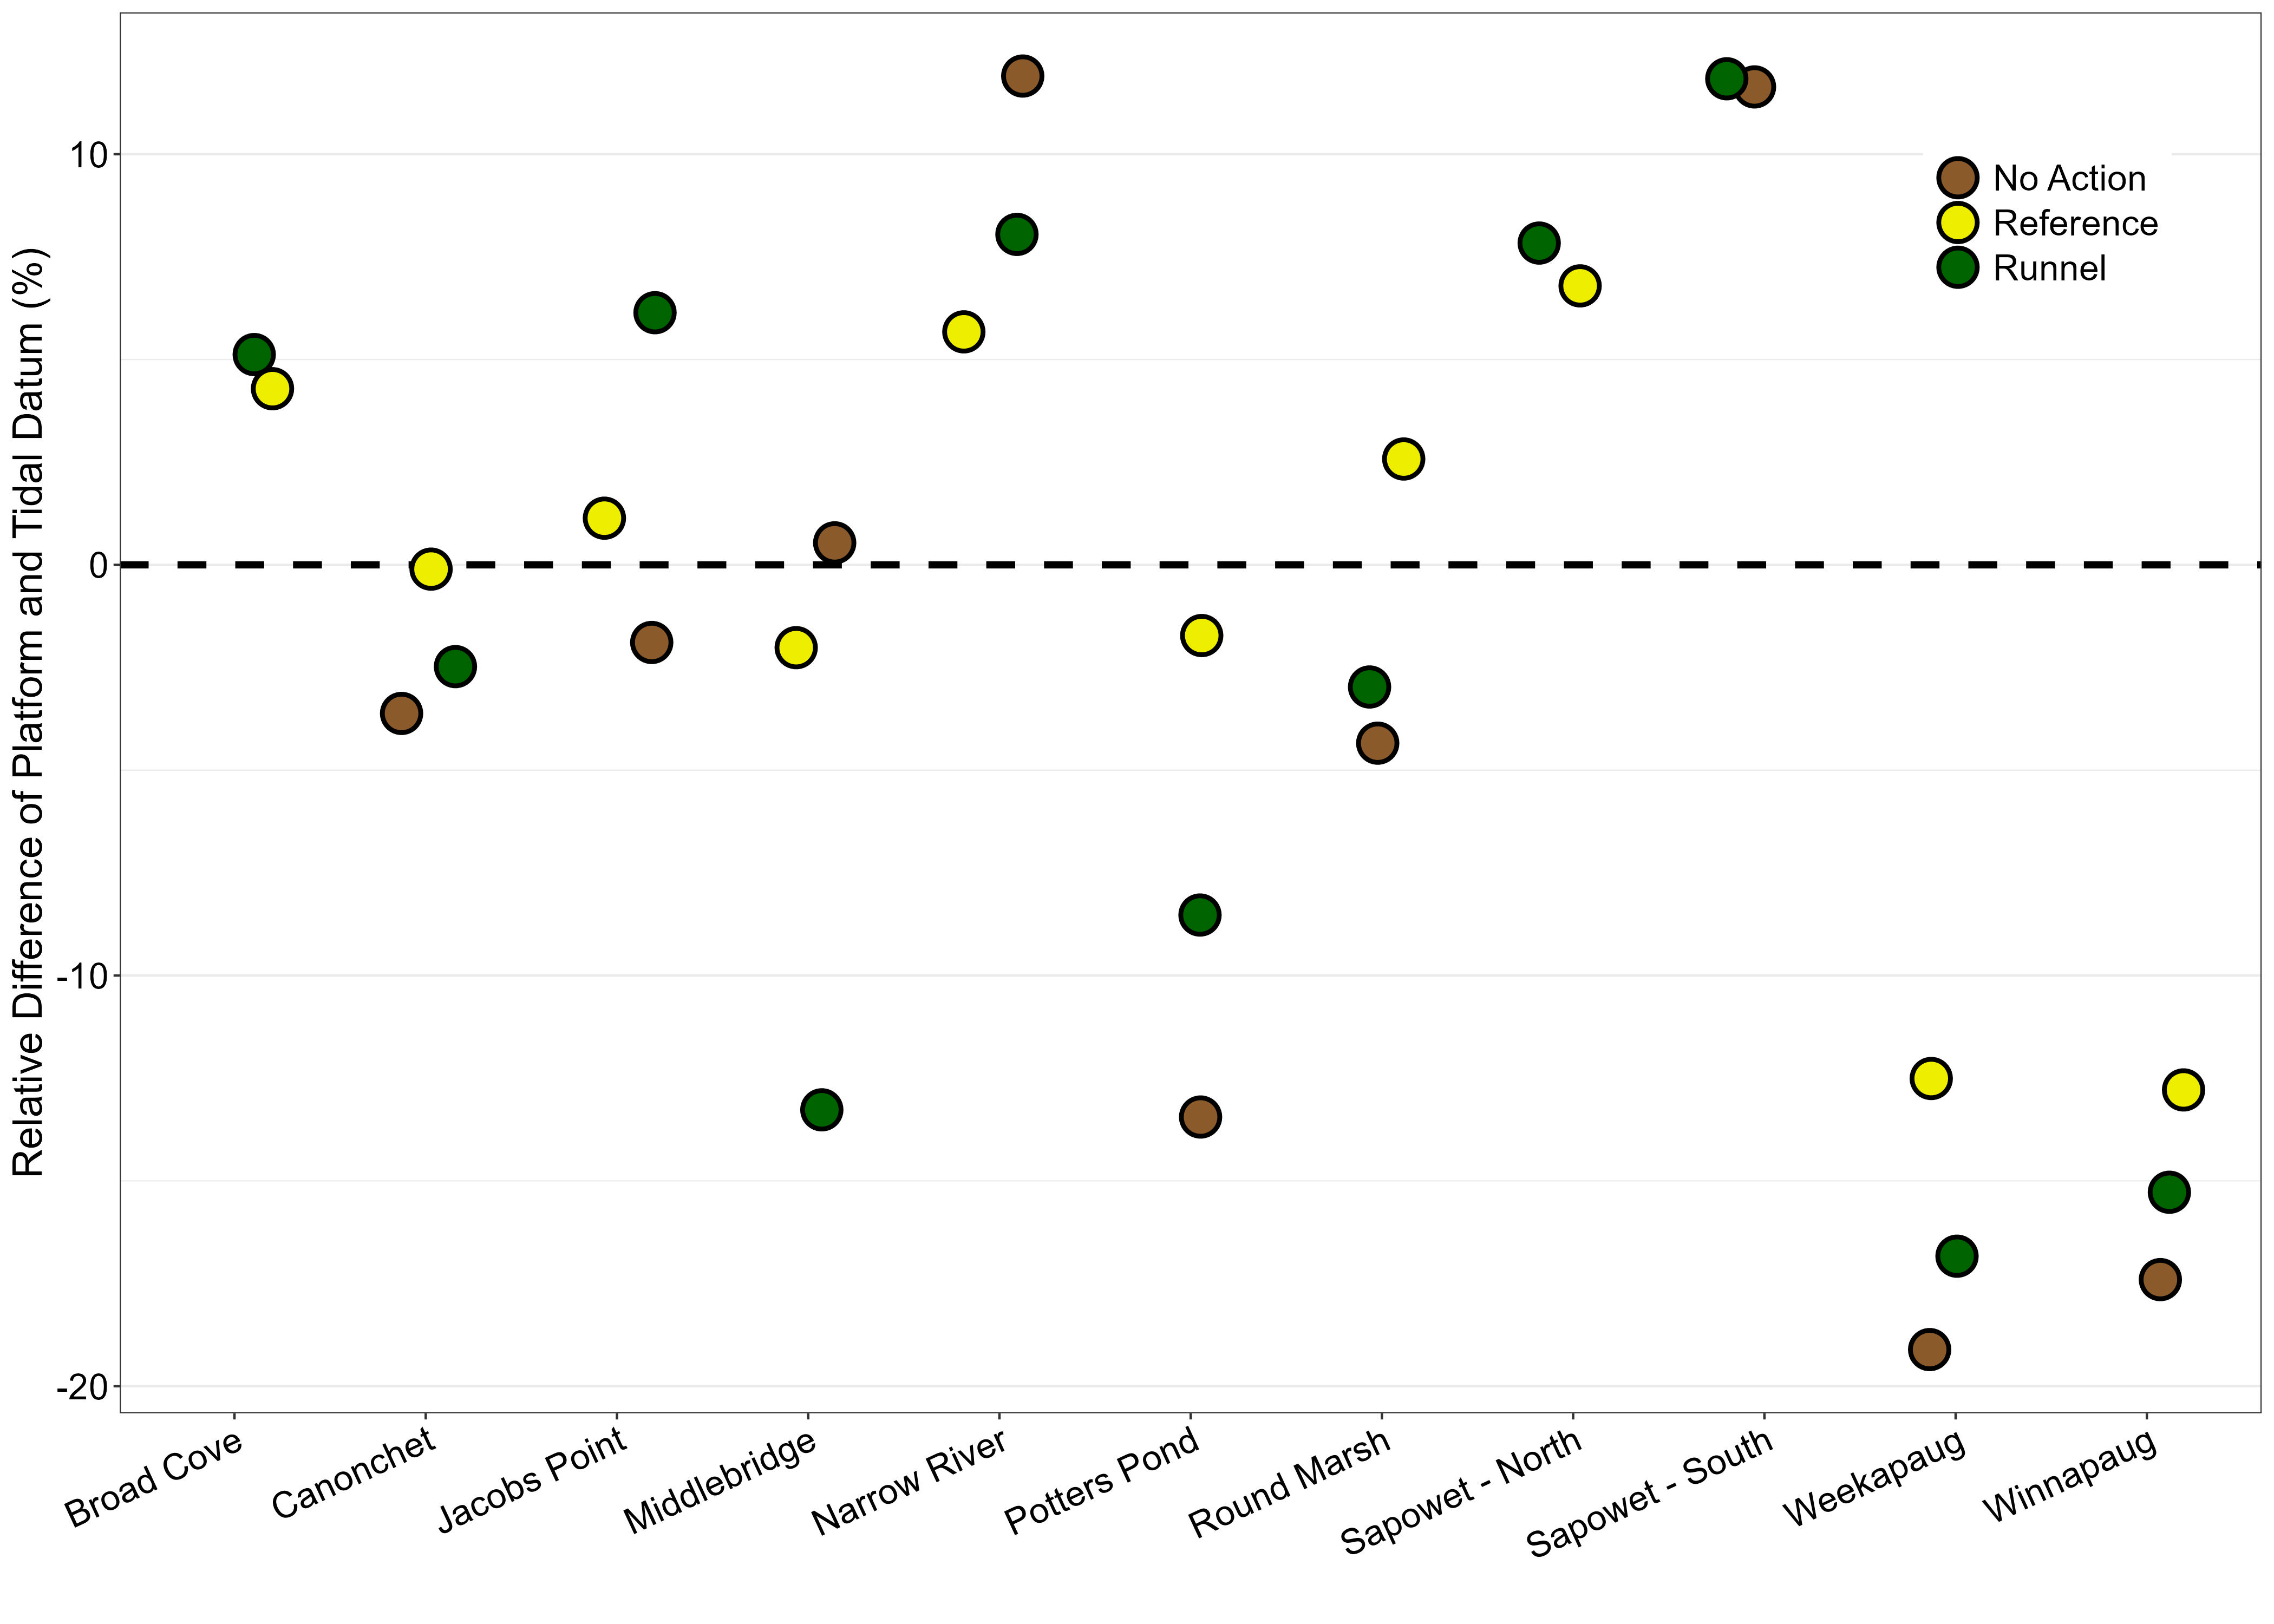 Relative Difference of Platform and Tidal Datum (%)
10
0
-10
-20
No Action
Reference
Runnel
Broad Cove
Canonchet
Jacobs Point
Middlebridge
Narrow River
Potters Pond
Round Marsh
Sapowet - North
Sapowet - South
Weekapaug
Winnapaug